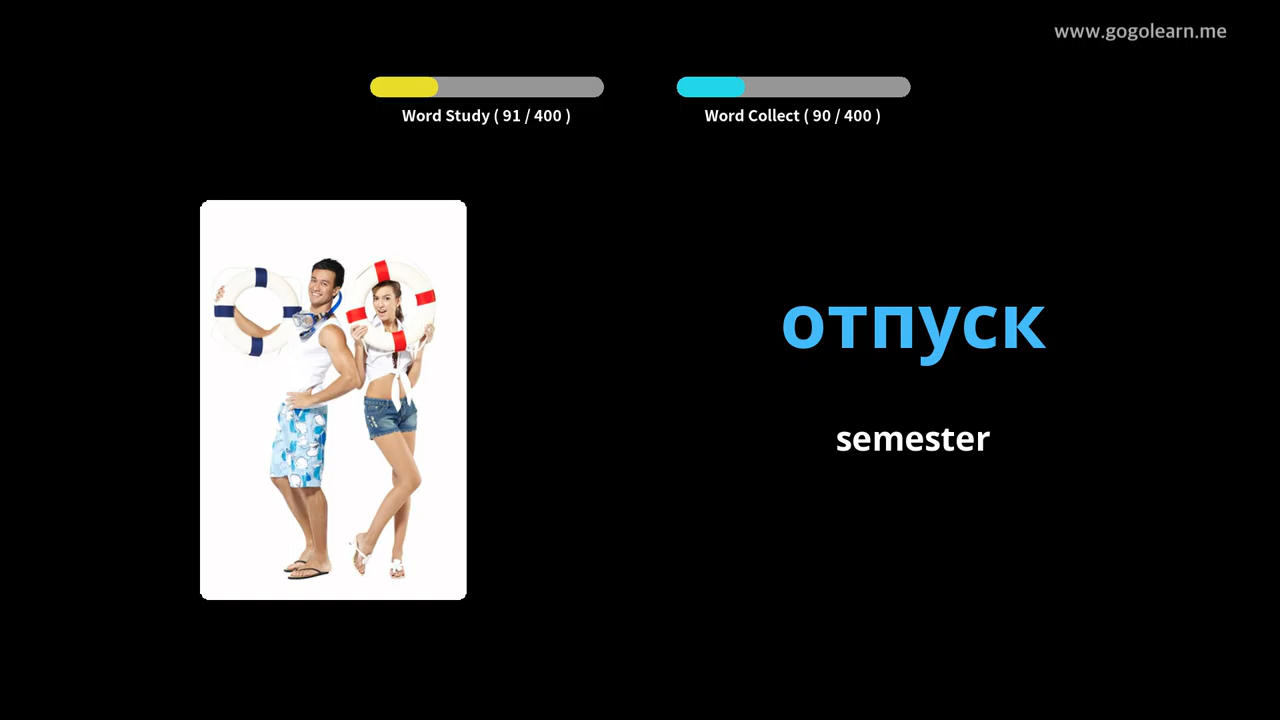 www.gogolearn.me
Word Study ( 91 / 400 )
Word Collect ( 90 / 400 )
отпуск
semester